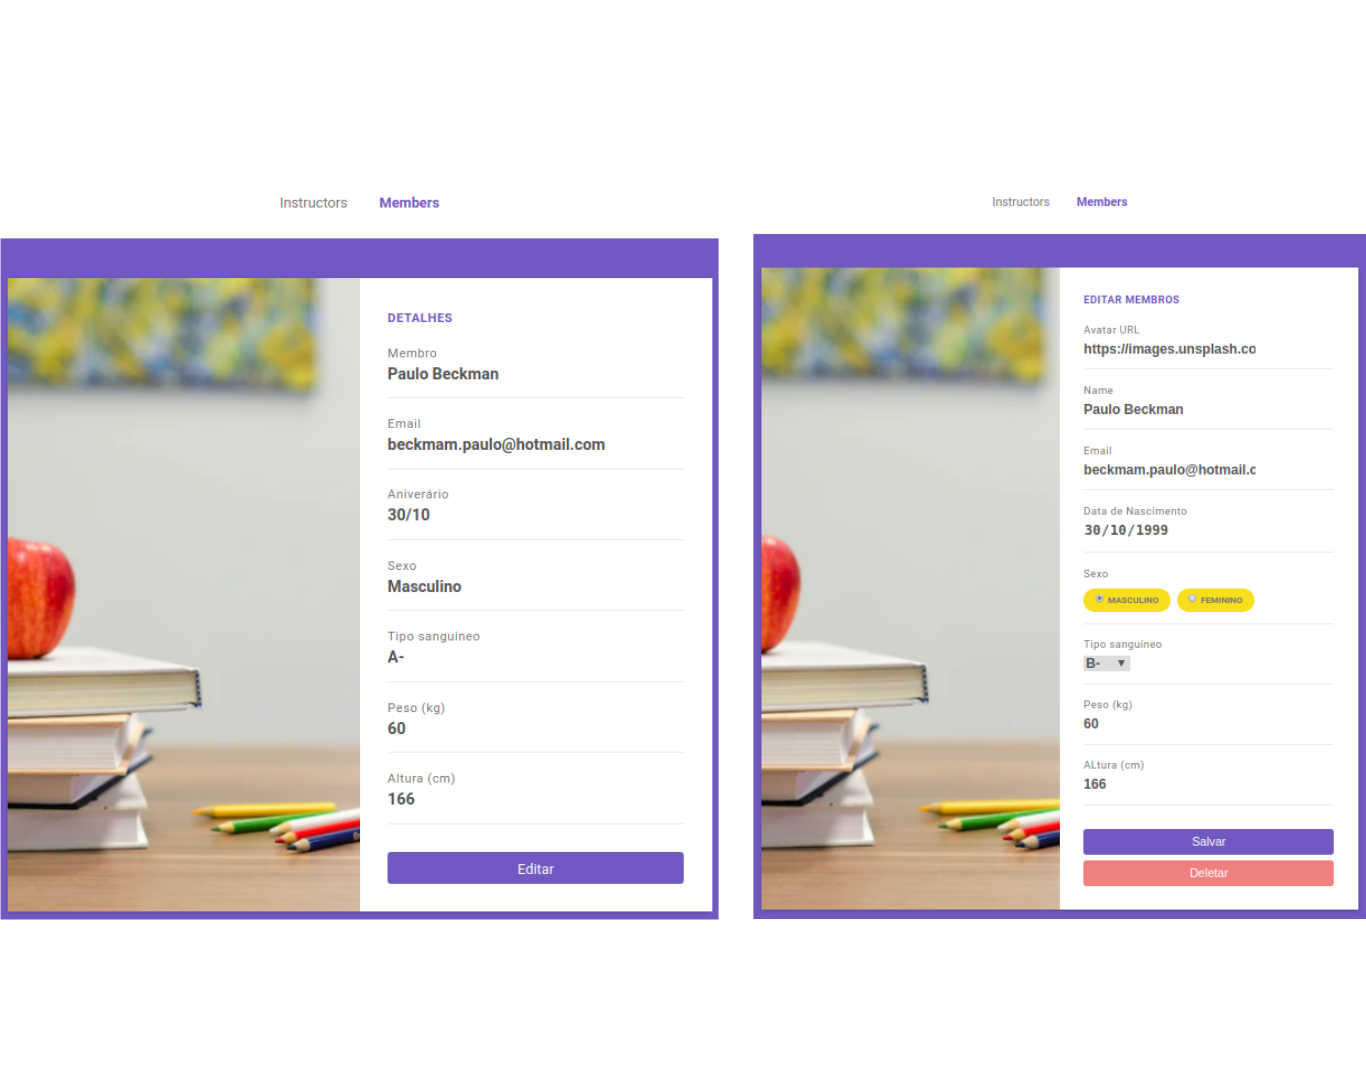 Instructors Members
DETALHES
Membro
Paulo Beckman
Email
beckmam.paulo@hotmail.com
Aniverário
30/10
Sexo
Masculino
Tipo sanguineo
A-
Peso (kg)
60
Altura (cm)
166
Editar
Instructors Members
EDITAR MEMBROS
Avatar URL
https://images.unsplash.co
Name
Paulo Beckman
Email
beckmam.paulo@hotmail.c
Data de Nascimento
30/10/1999
Sexo
MASCULINO FEMININO
Tipo sanguíneo
B-
Peso (kg)
60
ALtura (cm)
166
Salvar
Deletar